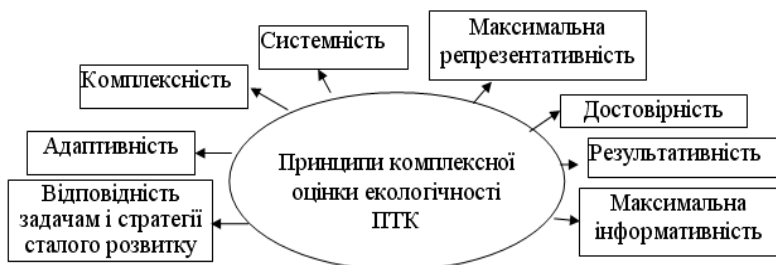 Системність
Максимальна
репрезентативність
Комплексність
Достовірність
Адаптивність
Принципи комплексної
оцінки екологічності
ПТК
Результативність
Відповідність
задачам і стратегії
сталого розвитку
Максимальна
інформативність